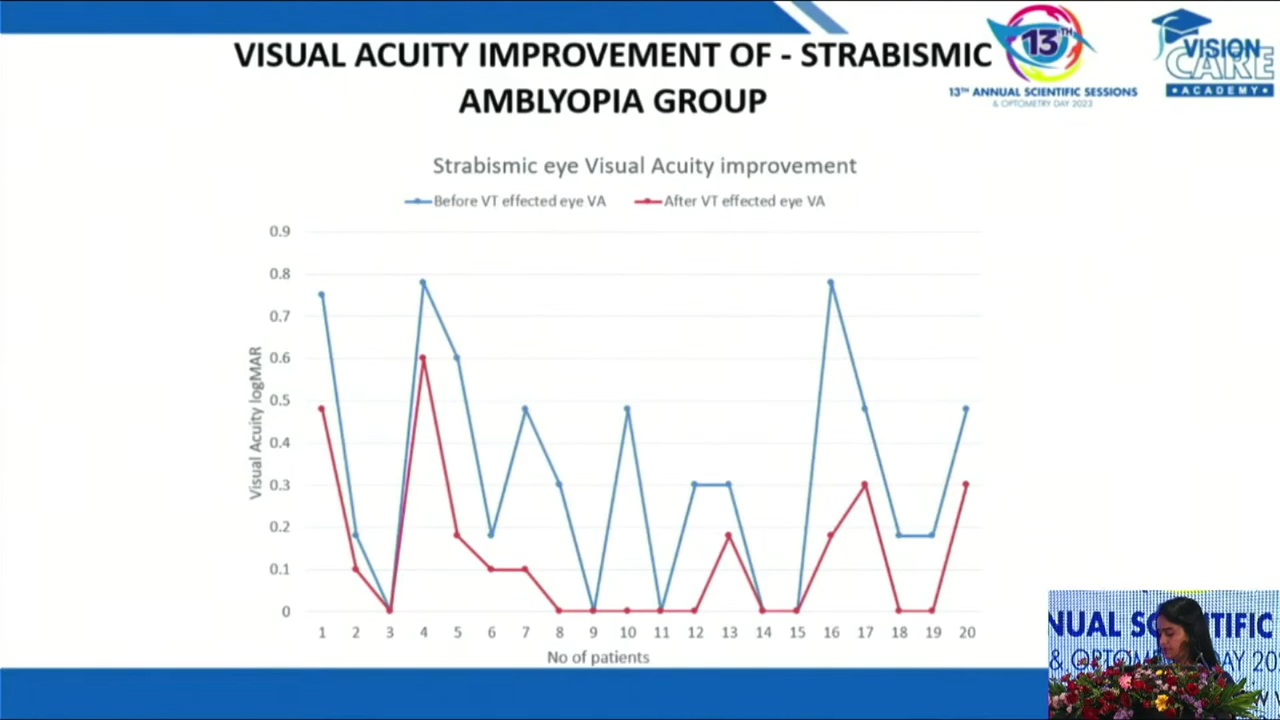 VISUAL ACUITY IMPROVEMENT OF - STRABISMIC
AMBLYOPIA GROUP
13TH
13TH ANNUAL SCIENTIFIC SESSIONS
& OPTOMETRY DAY 2023
VISION
CARE
• ACADEMY •
Strabismic eye Visual Acuity improvement
Before VT effected eye VA
After VT effected eye VA
Visual Acuity logMAR
0.9
0.8
0.7
0.6
0.5
0.4
0.3
0.2
0.1
0
1 2 3 4 5 6 7 8 9 10 11 12 13 14 15 16 17 18 19 20
No of patients
NUAL SC TIFIC
& OPTOM AY 20